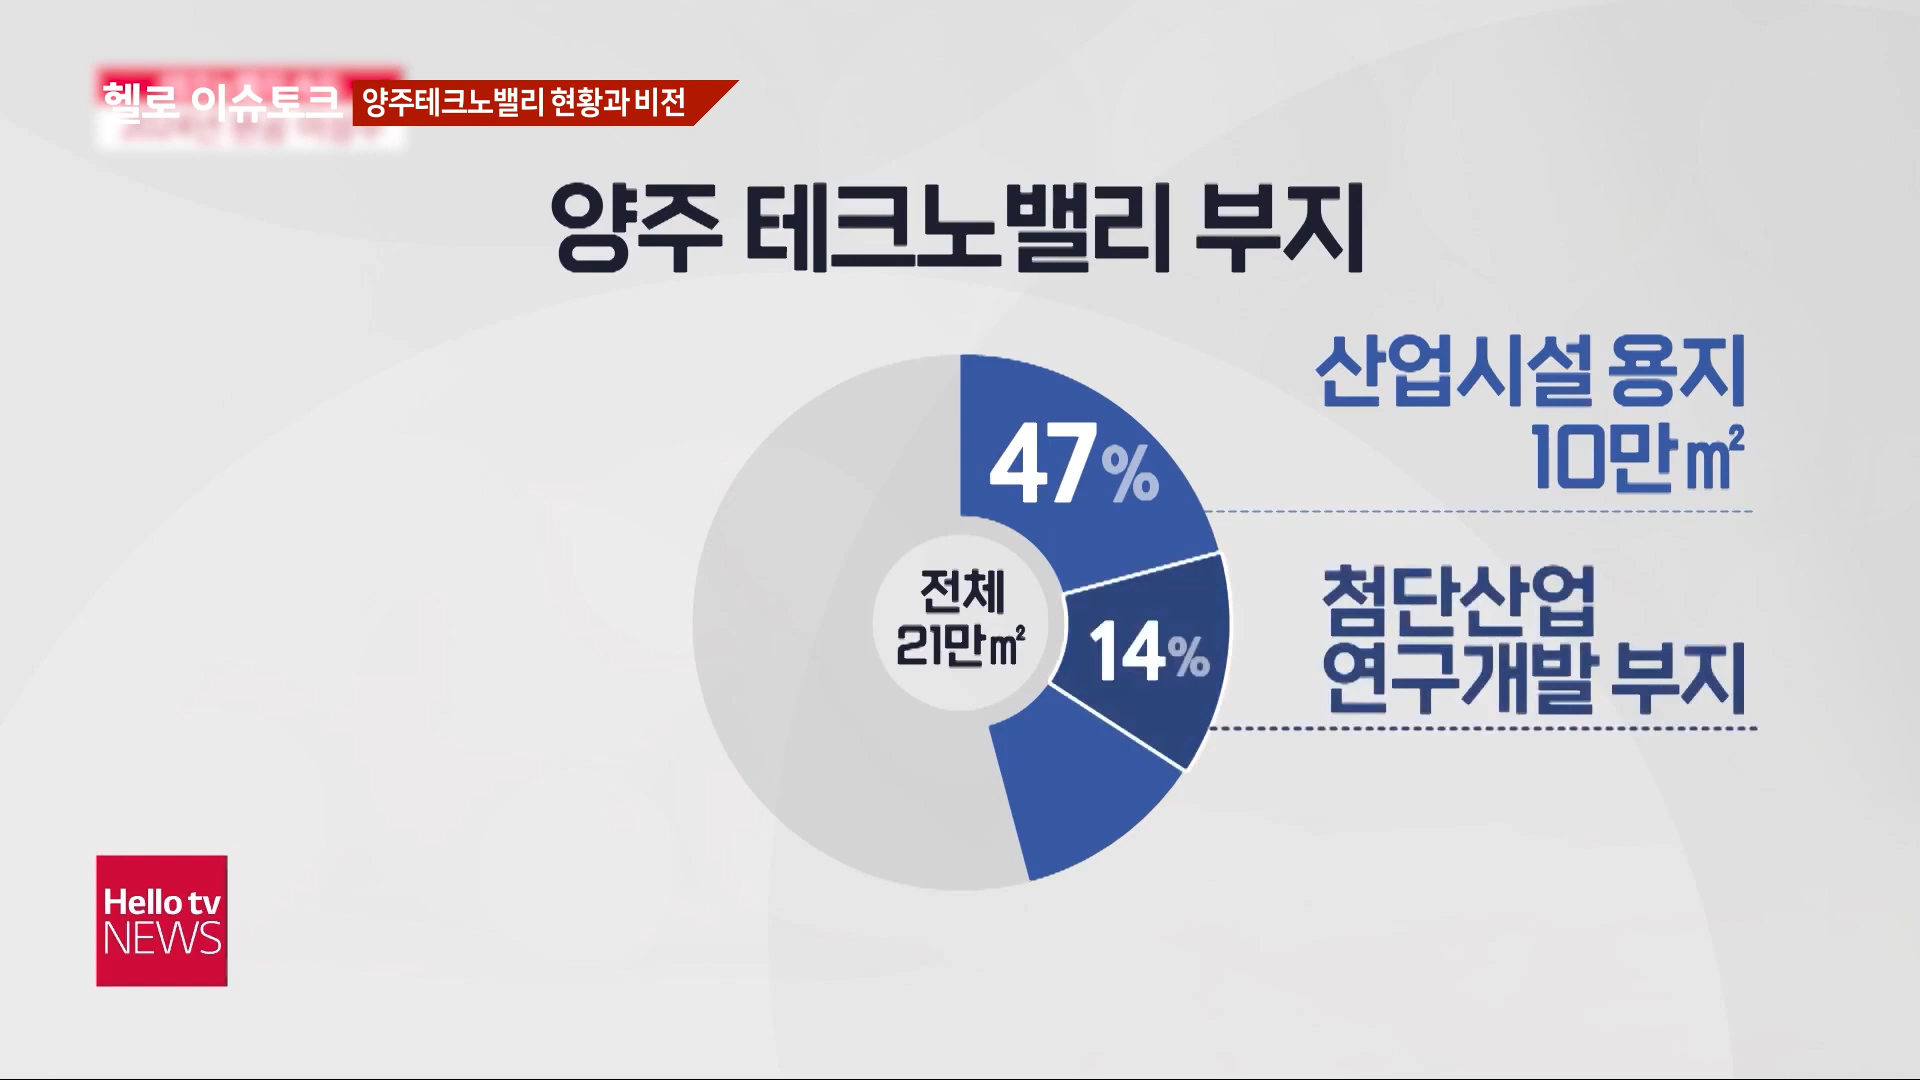 헬로 이슈토크
양주테크노밸리 현황과 비전
양주 테크노밸리 부지
산업시설 용지
10만㎡
47%
전체
21만㎡
14%
첨단산업
연구개발 부지
Hello tv
NEWS